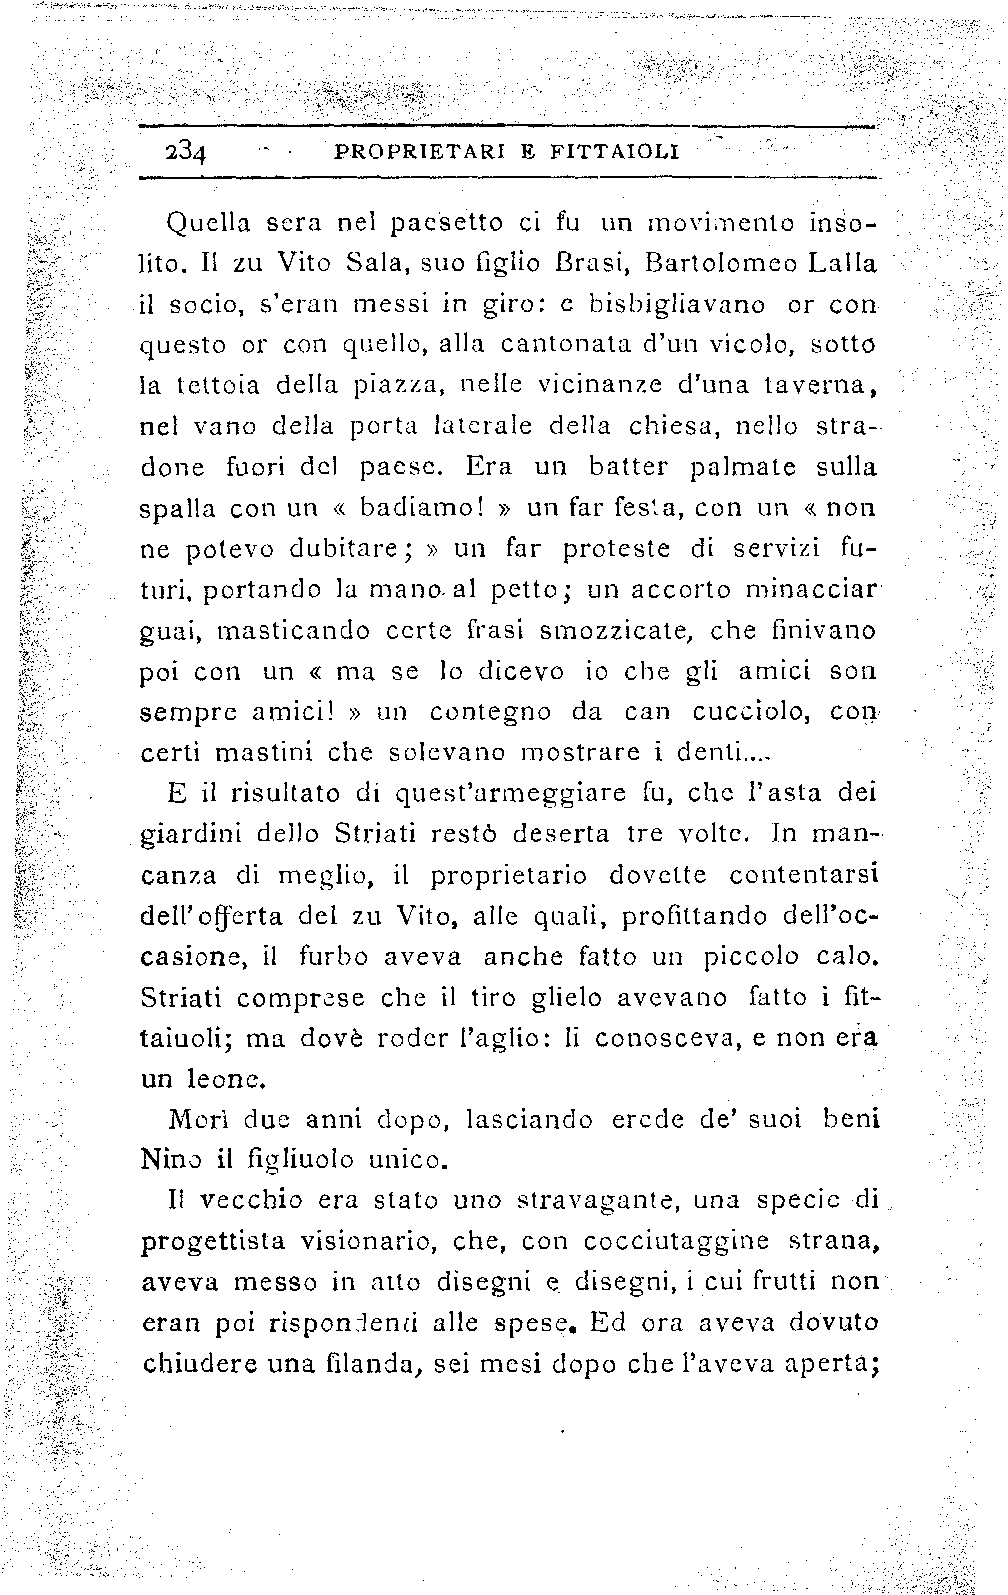 234 PROPRIETARI E FITTAIOLI
Quella sera nel paesetto ci fu un movimento inso-
lito. Il zu Vito Sala, suo figlio Brasi, Bartolomeo Lalla
il socio, s'eran messi in giro: e bisbigliavano or con
questo or con quello, alla cantonata d'un vicolo, sotto
la tettoia della piazza, nelle vicinanze d'una taverna,
nel vano della porta laterale della chiesa, nello stra-
done fuori del paese. Era un batter palmate sulla
spalla con un « badiamo! » un far festa, con un « non
ne potevo dubitare; » un far proteste di servizi fu-
turi, portando la mano al petto; un accorto minacciar
guai, masticando certe frasi smozzicate, che finivano
poi con un « ma se lo dicevo io che gli amici son
sempre amici! » un contegno da can cucciolo, con
certi mastini che solevano mostrare i denti....
E il risultato di quest'armeggiare fu, che l'asta dei
giardini dello Striati restò deserta tre volte. In man-
canza di meglio, il proprietario dovette contentarsi
dell'offerta del zu Vito, alle quali, profittando dell'oc-
casione, il furbo aveva anche fatto un piccolo calo.
Striati comprese che il tiro glielo avevano fatto i fit-
taiuoli; ma dovè roder l'aglio: li conosceva, e non era
un leone.
Morì due anni dopo, lasciando erede de' suoi beni
Nino il figliuolo unico.
Il vecchio era stato uno stravagante, una specie di
progettista visionario, che, con cocciutaggine strana,
aveva messo in atto disegni e disegni, i cui frutti non
eran poi rispondenti alle spese. Ed ora aveva dovuto
chiudere una filanda, sei mesi dopo che l'aveva aperta;